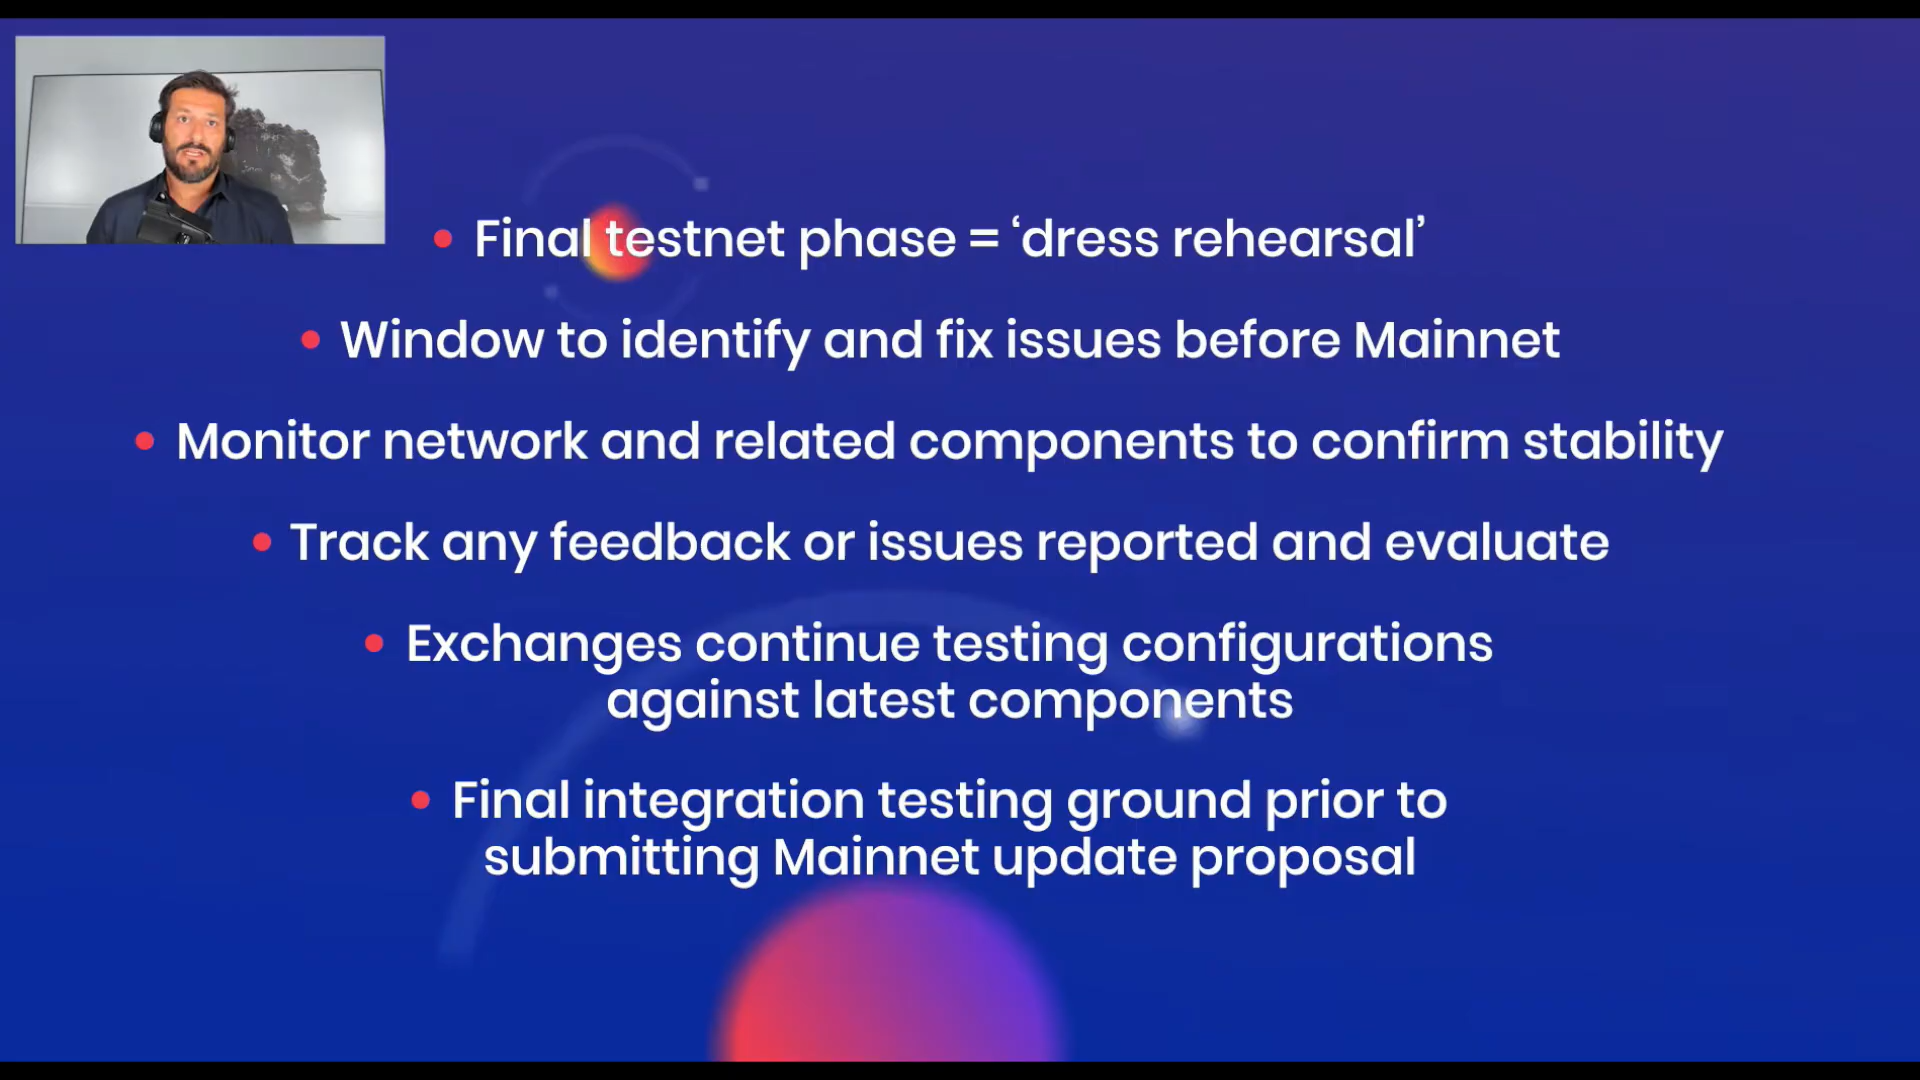 • Final testnet phase = ‘dress rehearsal’
• Window to identify and fix issues before Mainnet
• Monitor network and related components to confirm stability
• Track any feedback or issues reported and evaluate
• Exchanges continue testing configurations
against latest components
• Final integration testing ground prior to
submitting Mainnet update proposal